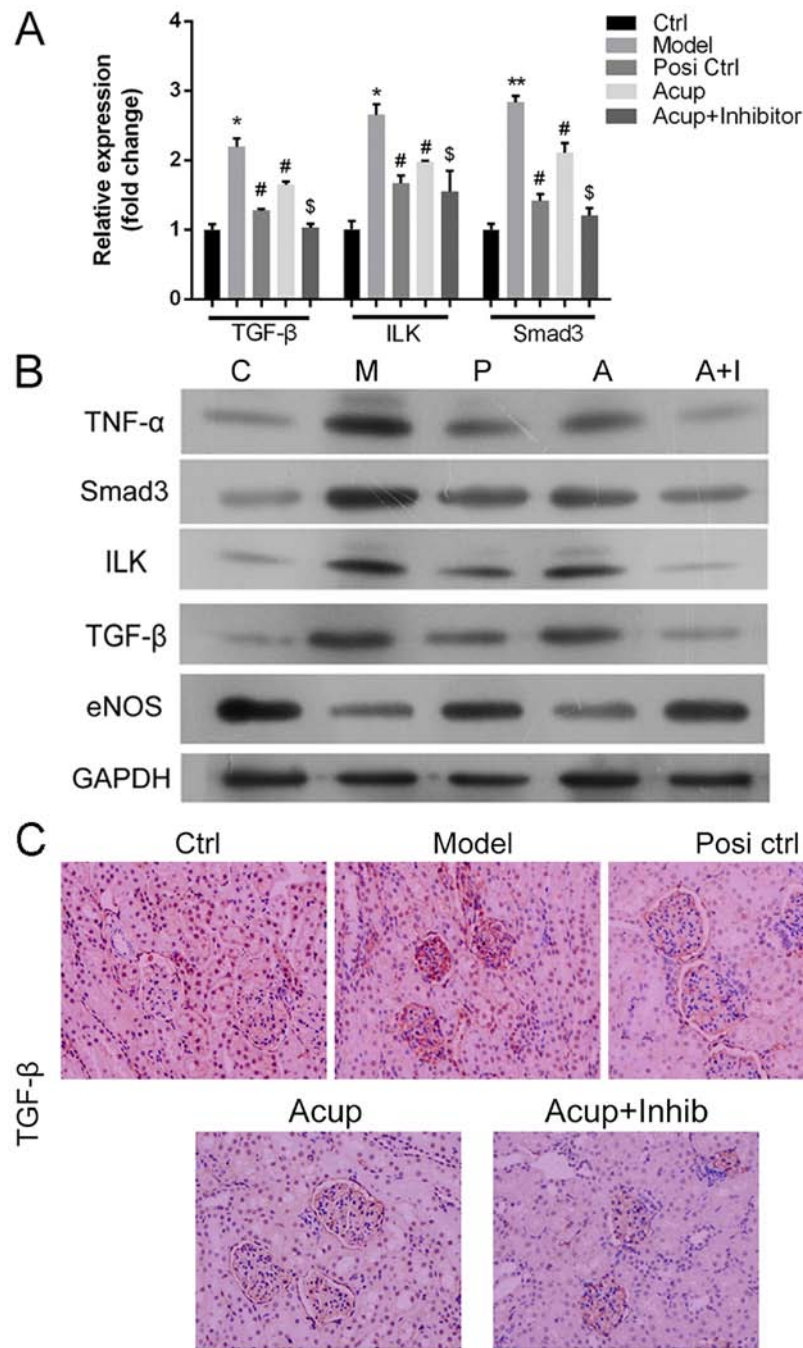 A
Ctrl
Model
Posi Ctrl
Acup
Acup+Inhibitor
Relative expression
(fold change)
4
3
2
1
0
* # # $
* # # $
** # # $
TGF-β ILK Smad3
B
C M P A A+I
TNF-α
Smad3
ILK
TGF-β
eNOS
GAPDH
C
Ctrl Model Posi ctrl
TGF-β
Acup Acup+Inhib